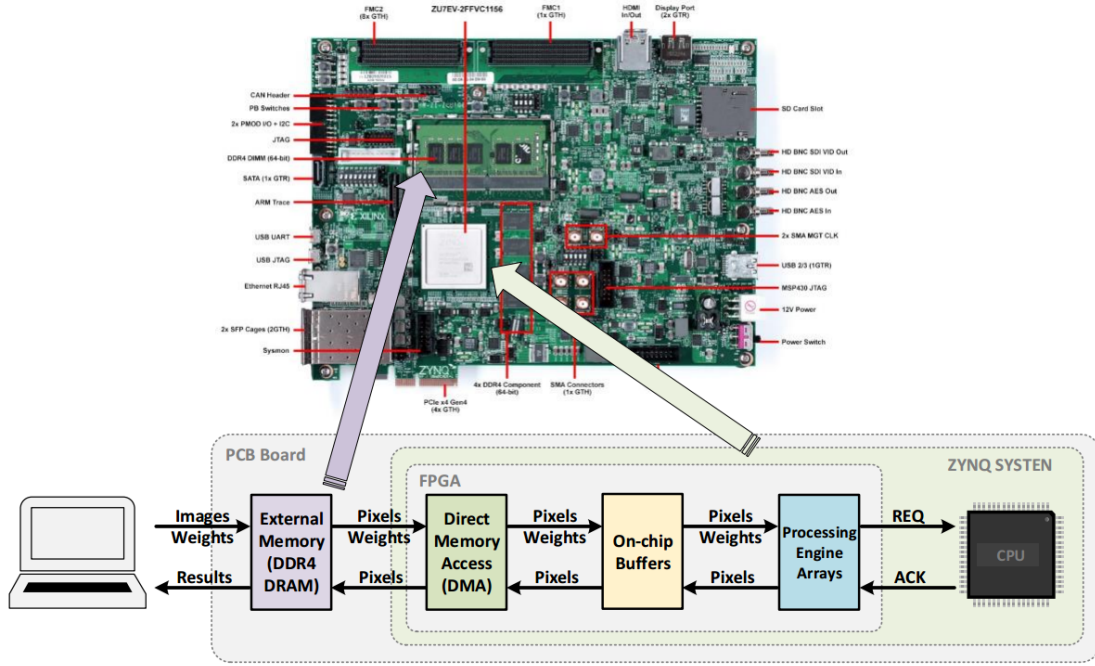 FMC2
(8x GTH)
ZU7EV-2FFVC1156
FMC1
(1x GTH)
HDMI
In/Out
Display Port
(2x GTR)
CAN Header
PB Switches
2x PMOD I/O + I2C
JTAG
DDR4 DIMM (64-bit)
SATA (1x GTR)
ARM Trace
USB UART
USB JTAG
Ethernet RJ45
2x SFP Cages (2GTH)
Sysmon
SD Card Slot
HD BNC SDI VID Out
HD BNC SDI VID In
HD BNC AES Out
HD BNC AES In
2x SMA MGT CLK
USB 2/3 (1GTR)
MSP430 JTAG
12V Power
Power Switch
XILINX
ZYNQ
PCIe x4 Gen4
(4x GTH)
4x DDR4 Component
(64-bit)
SMA Connectors
(1x GTH)
PCB Board
ZYNQ SYSTEN
FPGA
Images
Weights
Results
External
Memory
(DDR4
DRAM)
Pixels
Weights
Pixels
Direct
Memory
Access
(DMA)
Pixels
Weights
Pixels
On-chip
Buffers
Pixels
Weights
Pixels
Processing
Engine
Arrays
REQ
ACK
CPU